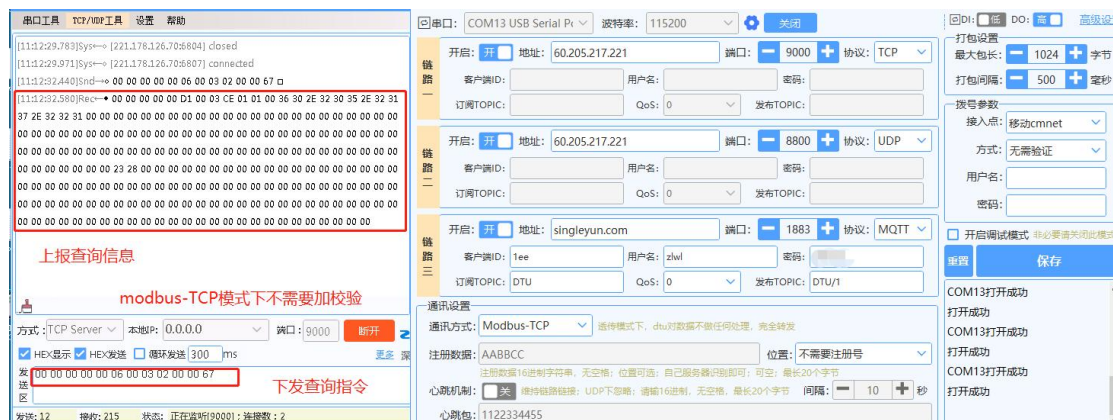 串口工具 TCP/UDP工具 设置 帮助
[11:12:29.783]Sys←→ [221.178.126.70:6804] closed
[11:12:29.971]Sys←→ [221.178.126.70:6807] connected
[11:12:32.440]Snd→◇ 00 00 00 00 00 06 00 03 02 00 00 67 □
[11:12:32.580]Rec←◆ 00 00 00 00 00 D1 00 03 CE 01 01 00 36 30 2E 32 30 35 2E 32 31
37 2E 32 32 31 00 00 00 00 00 00 00 00 00 00 00 00 00 00 00 00 00 00 00 00 00
00 00 00 00 00 00 00 00 00 00 00 00 00 00 00 00 00 00 00 00 00 00 00 00 00 00 00
00 00 00 00 00 00 00 00 00 00 00 00 00 00 00 00 00 00 00 00 00 00 00 00 00 00 00
00 00 00 00 00 00 00 23 28 00 00 00 00 00 00 00 00 00 00 00 00 00 00 00 00 00 00
00 00 00 00 00 00 00 00 00 00 00 00 00 00 00 00 00 00 00 00 00 00 00 00 00 00 00
00 00 00 00 00 00 00 00 00 00 00 00 00 00 00 00 00 00 00 00 00 00 00 00 00 00 00
00 00 00 00 00 00 00 00 00 00 00 00 00 00 00 00 00 00 00 00 00 00 00 00 00
上报查询信息
modbus-TCP模式下不需要加校验
方式: TCP Server 本地IP: 0.0.0.0 端口: 9000 断开
HEX显示 HEX发送 循环发送 300 ms 更多
发送区 00 00 00 00 00 06 00 03 02 00 00 67
下发查询指令
发送: 12 接收: 215 状态: 正在监听(9000) ; 连接数 : 2
串口: COM13 USB Serial Pc 波特率: 115200 关闭
链路一
开启: 开 地址: 60.205.217.221 端口: 9000 协议: TCP
客户端ID: 用户名: 密码:
订阅TOPIC: QoS: 0 发布TOPIC:
链路二
开启: 开 地址: 60.205.217.221 端口: 8800 协议: UDP
客户端ID: 用户名: 密码:
订阅TOPIC: QoS: 0 发布TOPIC:
链路三
开启: 开 地址: singleyun.com 端口: 1883 协议: MQTT
客户端ID: 1ee 用户名: zlwl 密码:
订阅TOPIC: DTU QoS: 0 发布TOPIC: DTU/1
通讯设置
通讯方式: Modbus-TCP 透传模式下，dtu对数据不做任何处理，完全转发
注册数据: AABBCC 位置: 不需要注册号
注册数据16进制字符串、无空格；位置可选：自己服务器识别即可；可空；最长20个字节
心跳机制: 关 维持链路链接；UDP下忽略；请输16进制，无空格，最长20个字节 间隔: 10 秒
心跳包: 1122334455
DI: 低 DO: 高 高级设
打包设置
最大包长: 1024 字节
打包间隔: 500 毫秒
拨号参数
接入点: 移动cmnet
方式: 无需验证
用户名:
密码:
开启调试模式 非必要请关闭此模式
重置 保存
COM13打开成功
打开成功
COM13打开成功
打开成功
COM13打开成功
打开成功